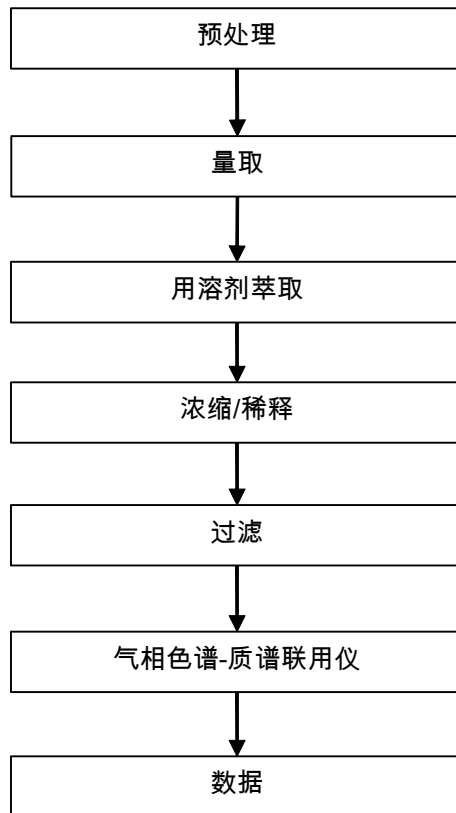 预处理
量取
用溶剂萃取
浓缩/稀释
过滤
气相色谱-质谱联用仪
数据